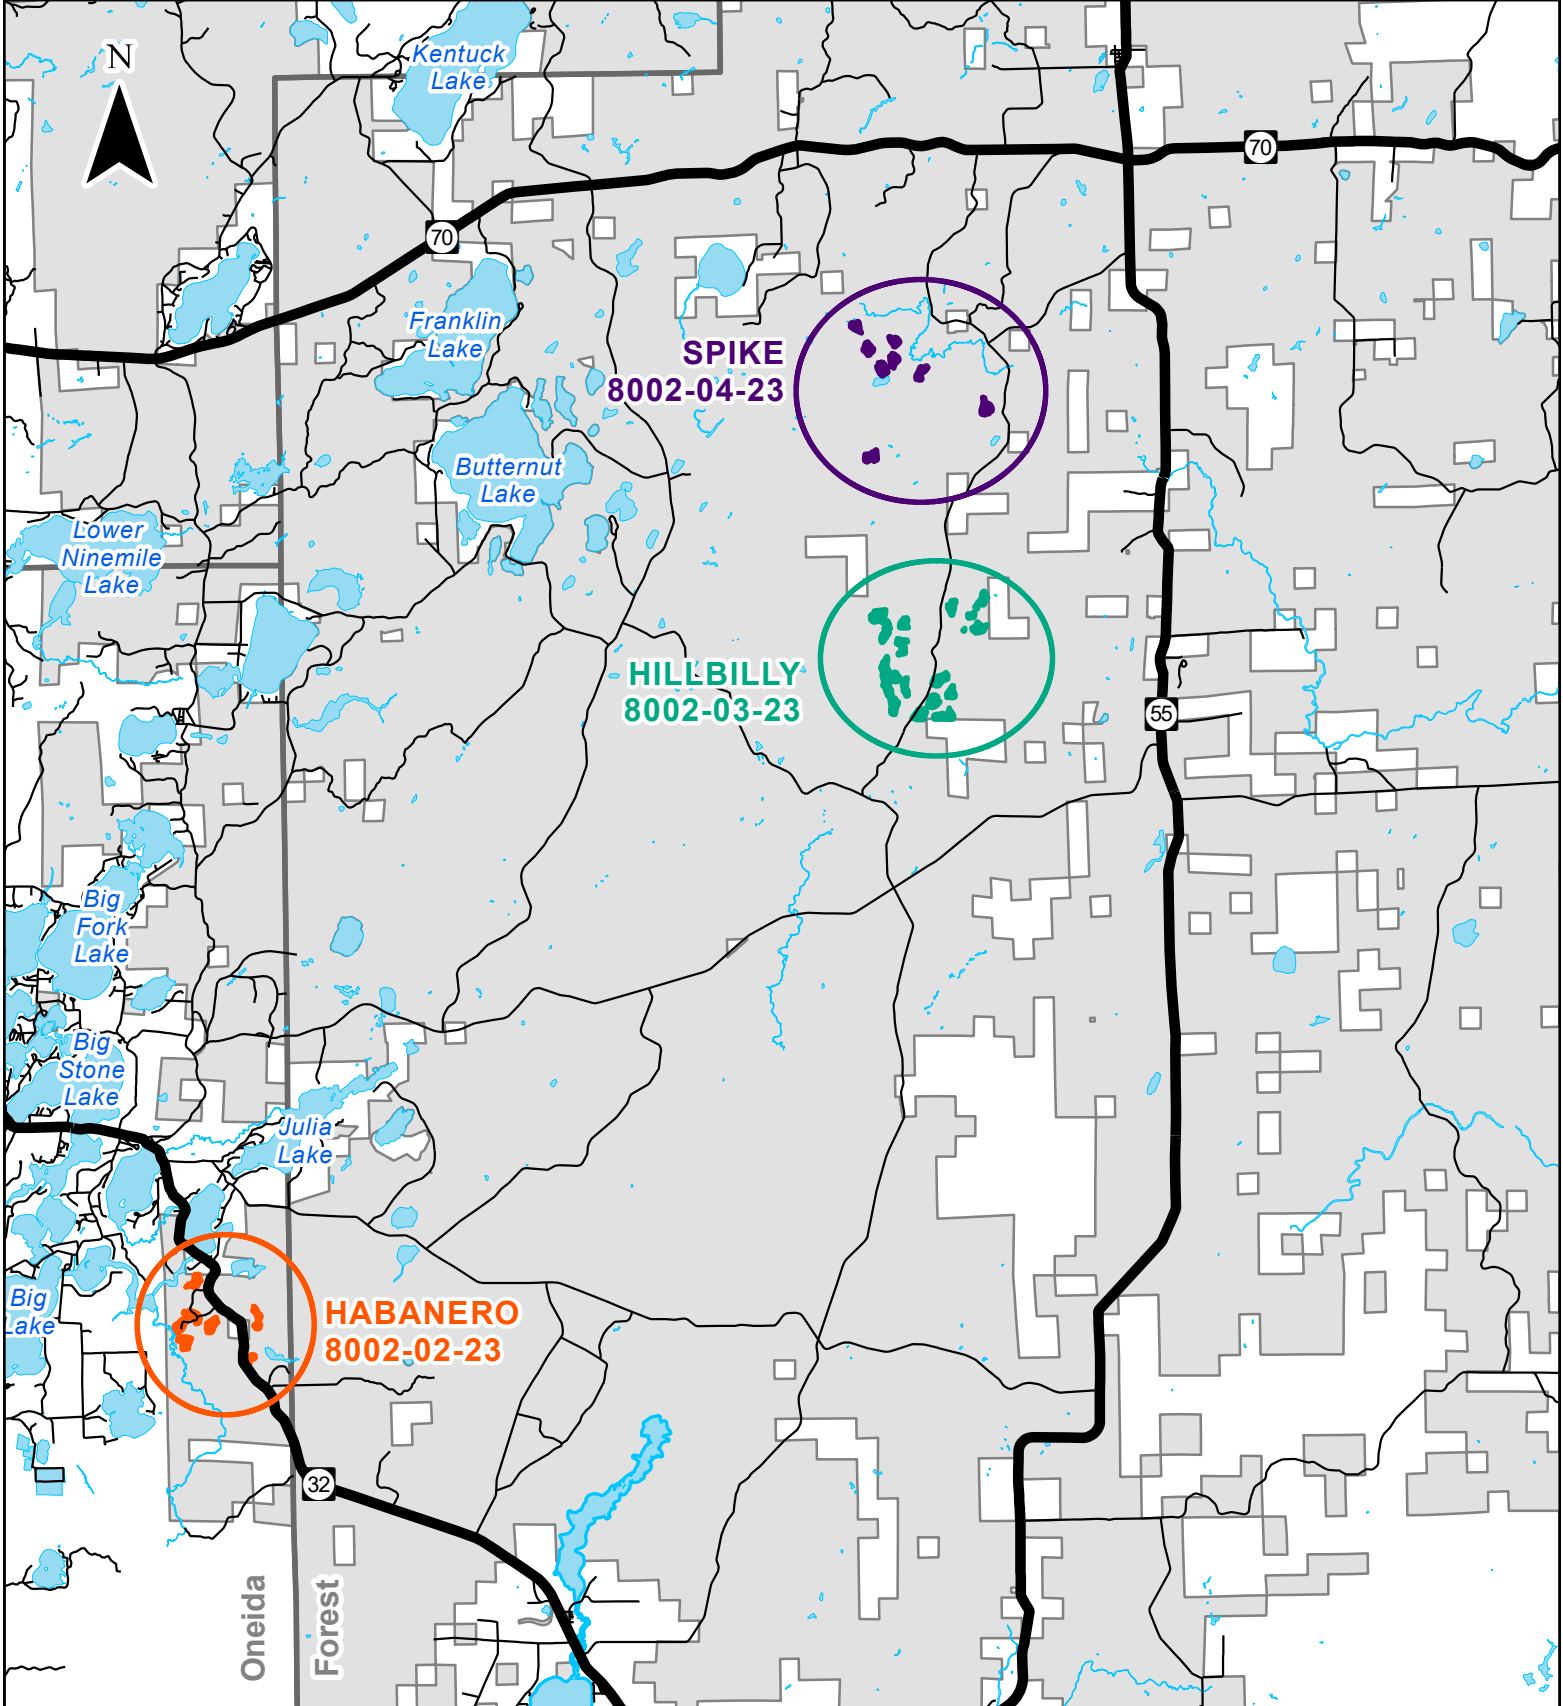 N
Kentuck
Lake
70
70
Franklin
Lake
SPIKE
8002-04-23
Butternut
Lake
Lower
Ninemile
Lake
HILLBILLY
8002-03-23
55
Big
Fork
Lake
Big
Stone
Lake
Julia
Lake
Big
Lake
HABANERO
8002-02-23
32
Oneida
Forest